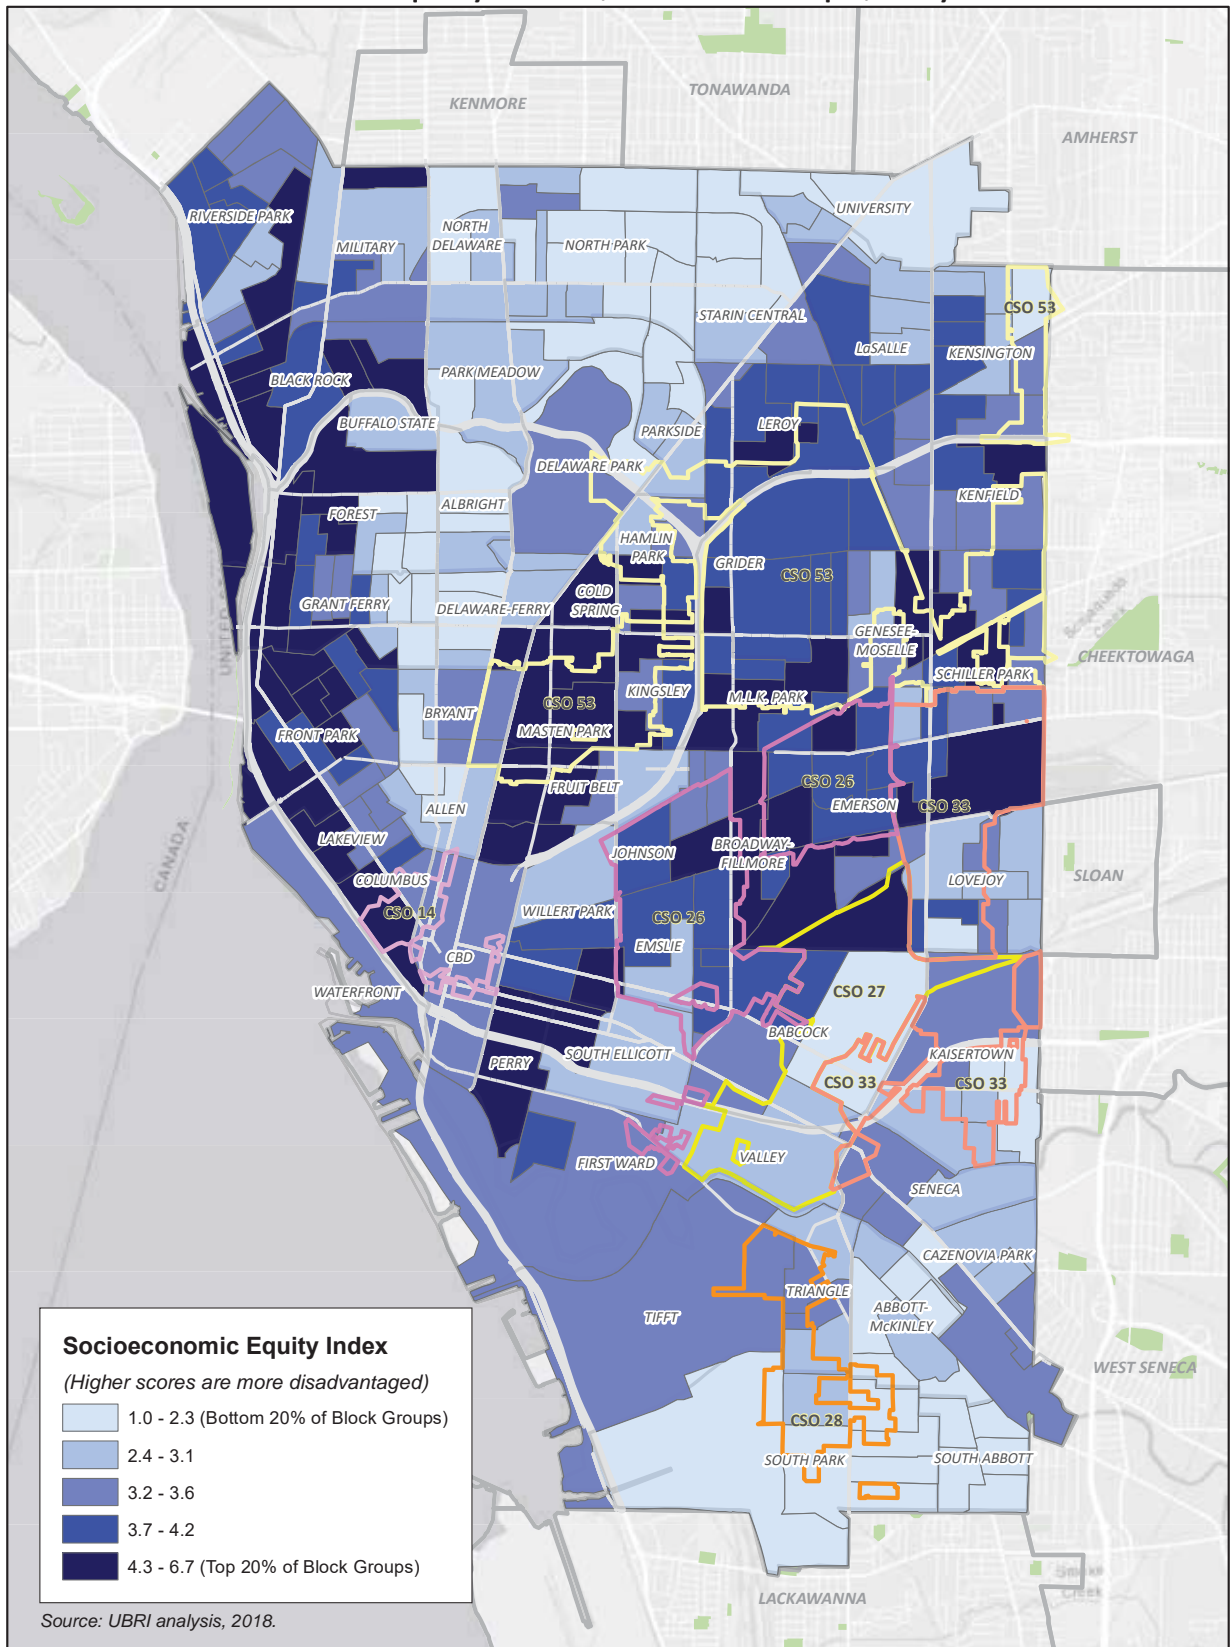 KENMORE
TONAWANDA
AMHERST
RIVERSIDE PARK
MILITARY
NORTH
DELAWARE
NORTH PARK
UNIVERSITY
STARIN CENTRAL
CSO 53
LaSALLE
KENSINGTON
BLACK ROCK
PARK MEADOW
BUFFALO STATE
PARKSIDE
LEROY
DELAWARE PARK
KENFIELD
FOREST
ALBRIGHT
HAMLIN
PARK
GRIDER
CSO 53
COLD
SPRING
GRANT FERRY
DELAWARE-FERRY
GENESEE-
MOSELLE
CHEEKTOWAGA
SCHILLER PARK
KINGSLEY
M.L.K. PARK
CSO 53
BRYANT
MASTEN PARK
FRONT PARK
FRUIT BELT
CSO 26
EMERSON
CSO 33
ALLEN
LAKEVIEW
JOHNSON
BROADWAY-
FILLMORE
COLUMBUS
LOVEJOY
SLOAN
CSO 14
WILLERT PARK
CSO 26
EMSLIE
CBD
WATERFRONT
CSO 27
BABCOCK
PERRY
SOUTH ELLICOTT
KAISERTOWN
CSO 33
CSO 33
FIRST WARD
VALLEY
SENECA
CAZENOVIA PARK
TRIANGLE
ABBOTT-
McKINLEY
TIFFT
WEST SENECA
CSO 28
SOUTH PARK
SOUTH ABBOTT
LACKAWANNA
CANADA
Creek
Socioeconomic Equity Index
(Higher scores are more disadvantaged)
1.0 - 2.3 (Bottom 20% of Block Groups)
2.4 - 3.1
3.2 - 3.6
3.7 - 4.2
4.3 - 6.7 (Top 20% of Block Groups)
Source: UBRI analysis, 2018.